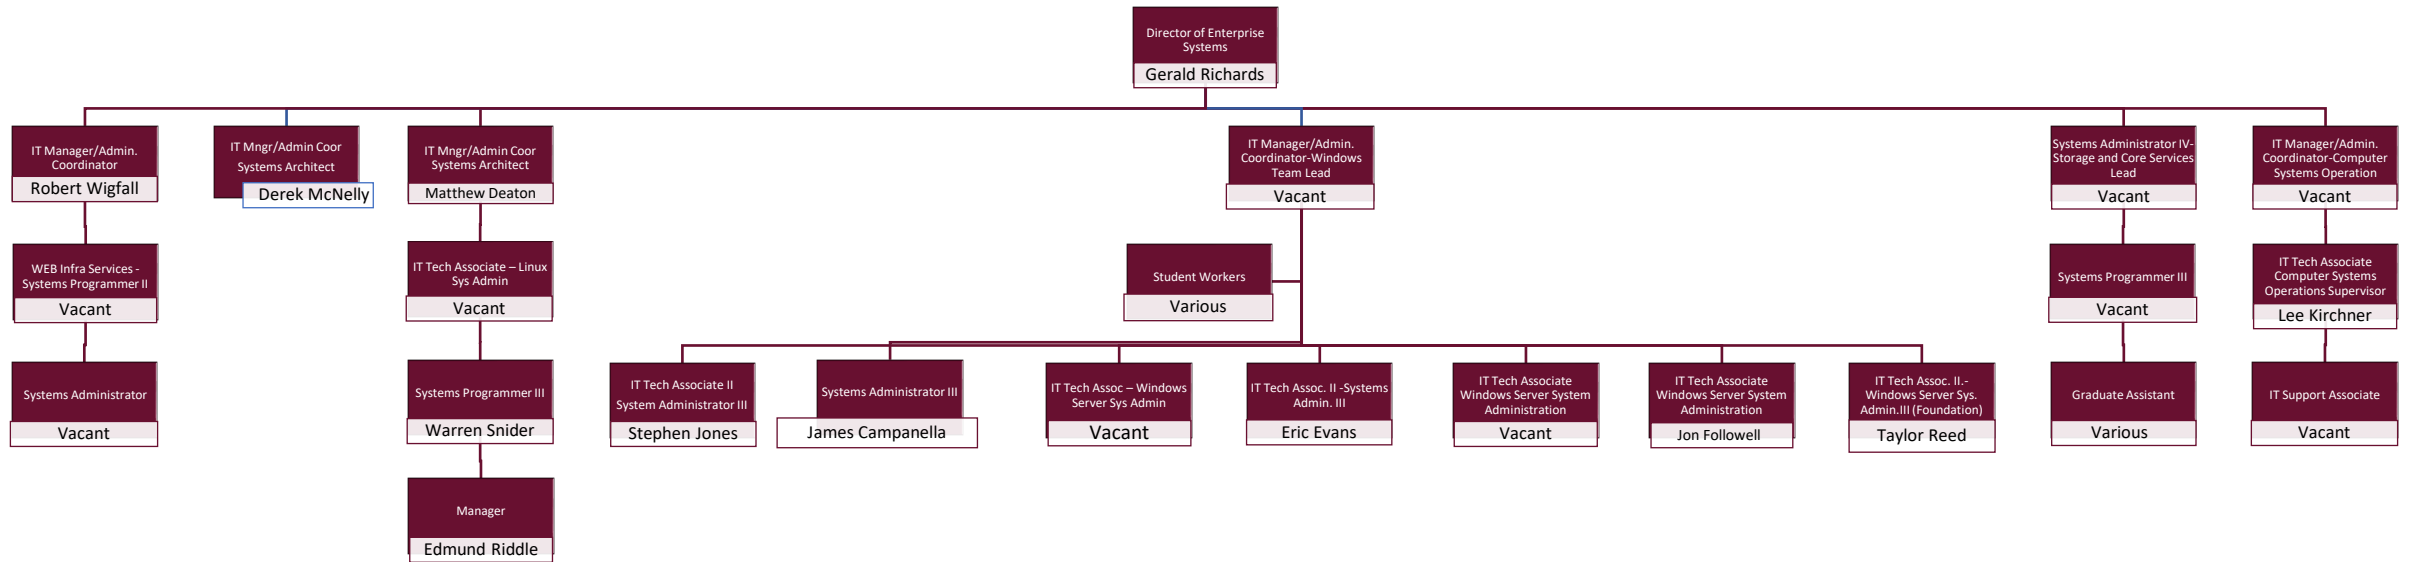 Director of Enterprise
Systems
Gerald Richards
IT Manager/Admin.
Coordinator
Robert Wigfall
IT Mngr/Admin Coor
Systems Architect
Derek McNelly
IT Mngr/Admin Coor
Systems Architect
Matthew Deaton
IT Manager/Admin.
Coordinator-Windows
Team Lead
Vacant
Systems Administrator IV-
Storage and Core Services
Lead
Vacant
IT Manager/Admin.
Coordinator-Computer
Systems Operation
Vacant
WEB Infra Services -
Systems Programmer II
Vacant
IT Tech Associate – Linux
Sys Admin
Vacant
Student Workers
Various
Systems Programmer III
Vacant
IT Tech Associate
Computer Systems
Operations Supervisor
Lee Kirchner
Systems Administrator
Vacant
Systems Programmer III
Warren Snider
IT Tech Associate II
System Administrator III
Stephen Jones
Systems Administrator III
James Campanella
IT Tech Assoc – Windows
Server Sys Admin
Vacant
IT Tech Assoc. II -Systems
Admin. III
Eric Evans
IT Tech Associate
Windows Server System
Administration
Vacant
IT Tech Associate
Windows Server System
Administration
Jon Followell
IT Tech Assoc. II.-
Windows Server Sys.
Admin.III (Foundation)
Taylor Reed
Graduate Assistant
Various
IT Support Associate
Vacant
Manager
Edmund Riddle